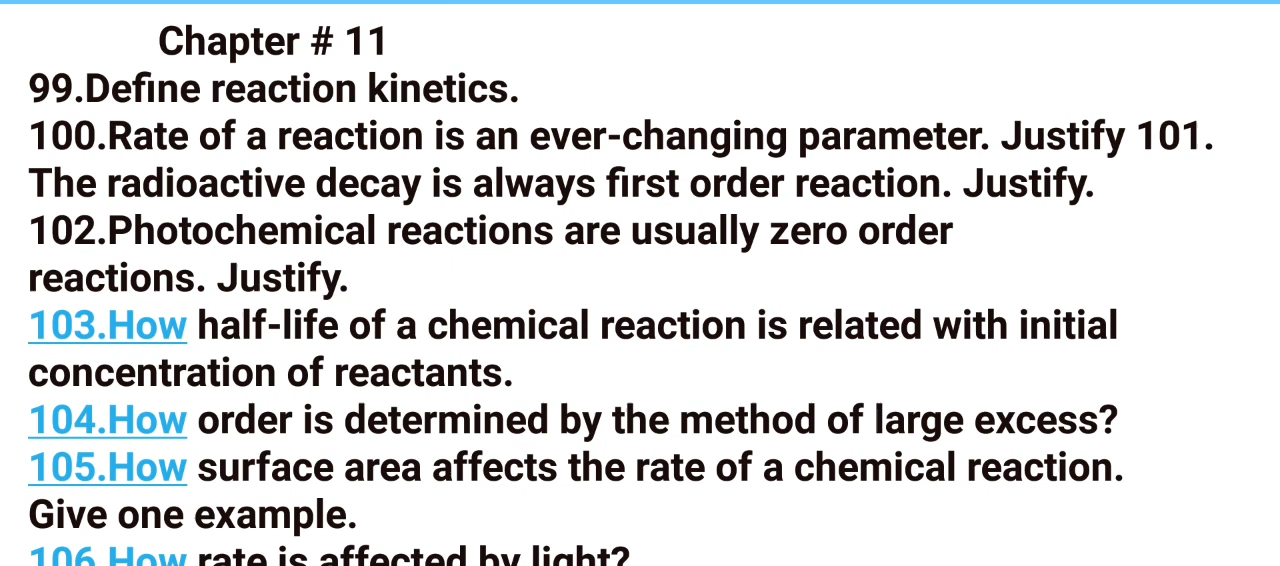 Chapter # 11
99.Define reaction kinetics.
100.Rate of a reaction is an ever-changing parameter. Justify 101.
The radioactive decay is always first order reaction. Justify.
102.Photochemical reactions are usually zero order
reactions. Justify.
103.How half-life of a chemical reaction is related with initial
concentration of reactants.
104.How order is determined by the method of large excess?
105.How surface area affects the rate of a chemical reaction.
Give one example.
106.How rate is affected by light?